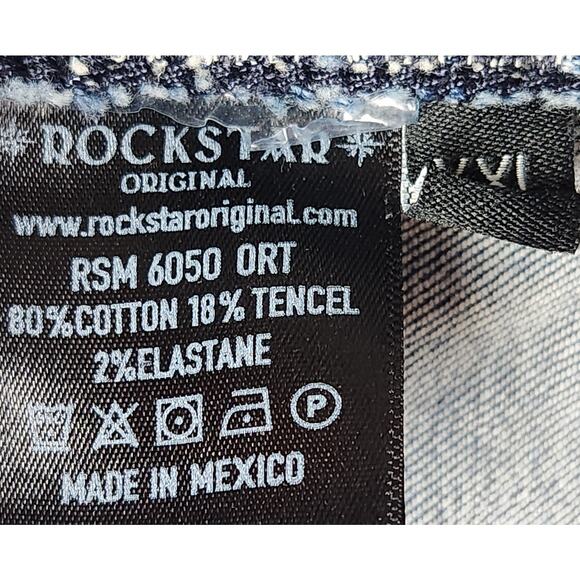 ROCKSTAR
ORIGINAL
www.rockstaroriginal.com
RSM 6050 ORT
80%COTTON 18% TENCEL
2%ELASTANE
P
MADE IN MEXICO